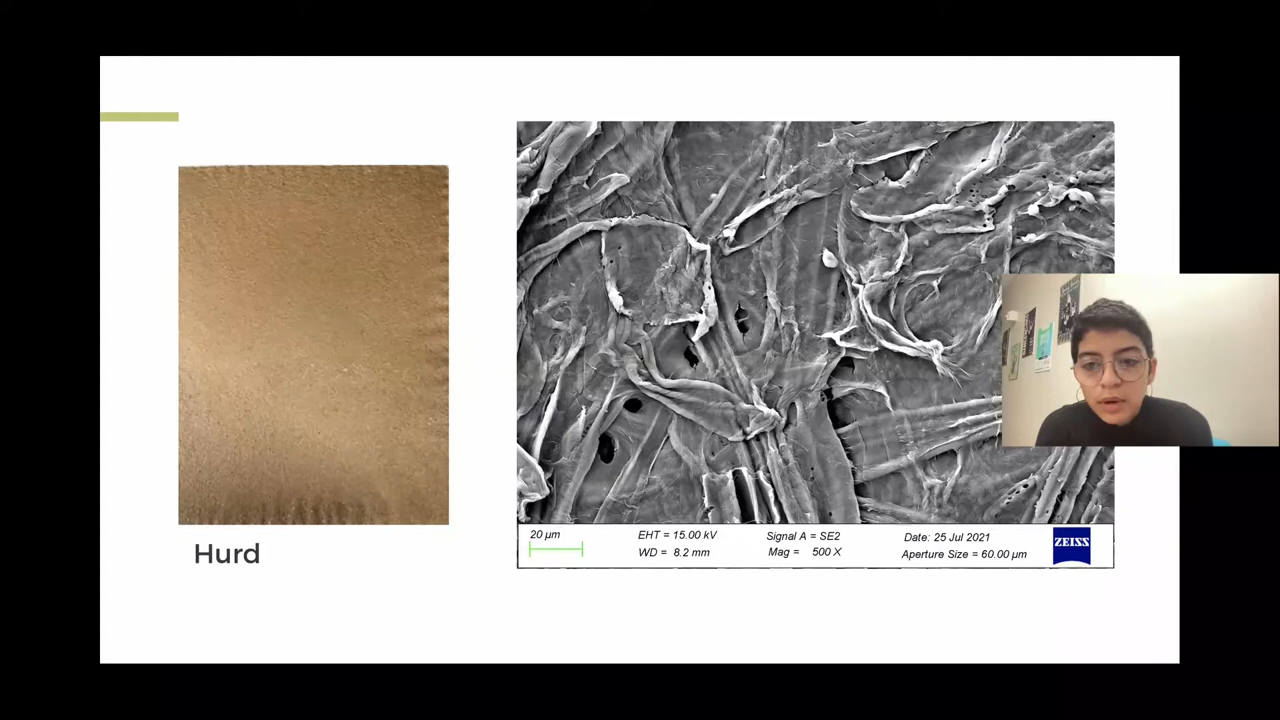 Hurd
20 µm
EHT = 15.00 kV
WD = 8.2 mm
Signal A = SE2
Mag = 500 X
Date: 25 Jul 2021
Aperture Size = 60.00 µm
ZEISS